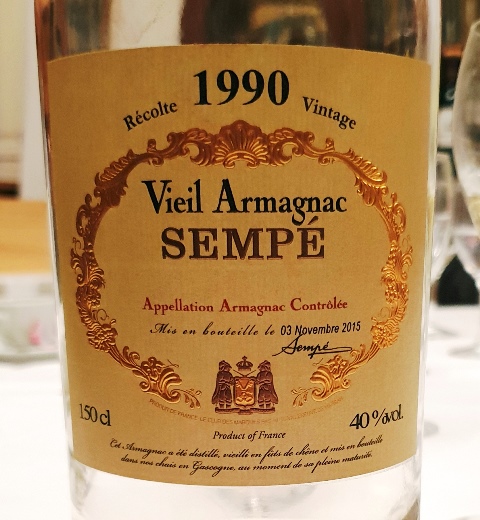 Récolte 1990 Vintage
Vieil Armagnac
SEMPÉ
Appellation Armagnac Contrôlée
Mis en bouteille le 03 Novembre 2015
Sempé
150 cl
40 %vol.
Product of France
Cet Armagnac a été distillé, vieilli en fûts de chêne et mis en bouteille
dans nos chais en Gascogne, au moment de sa pleine maturité.